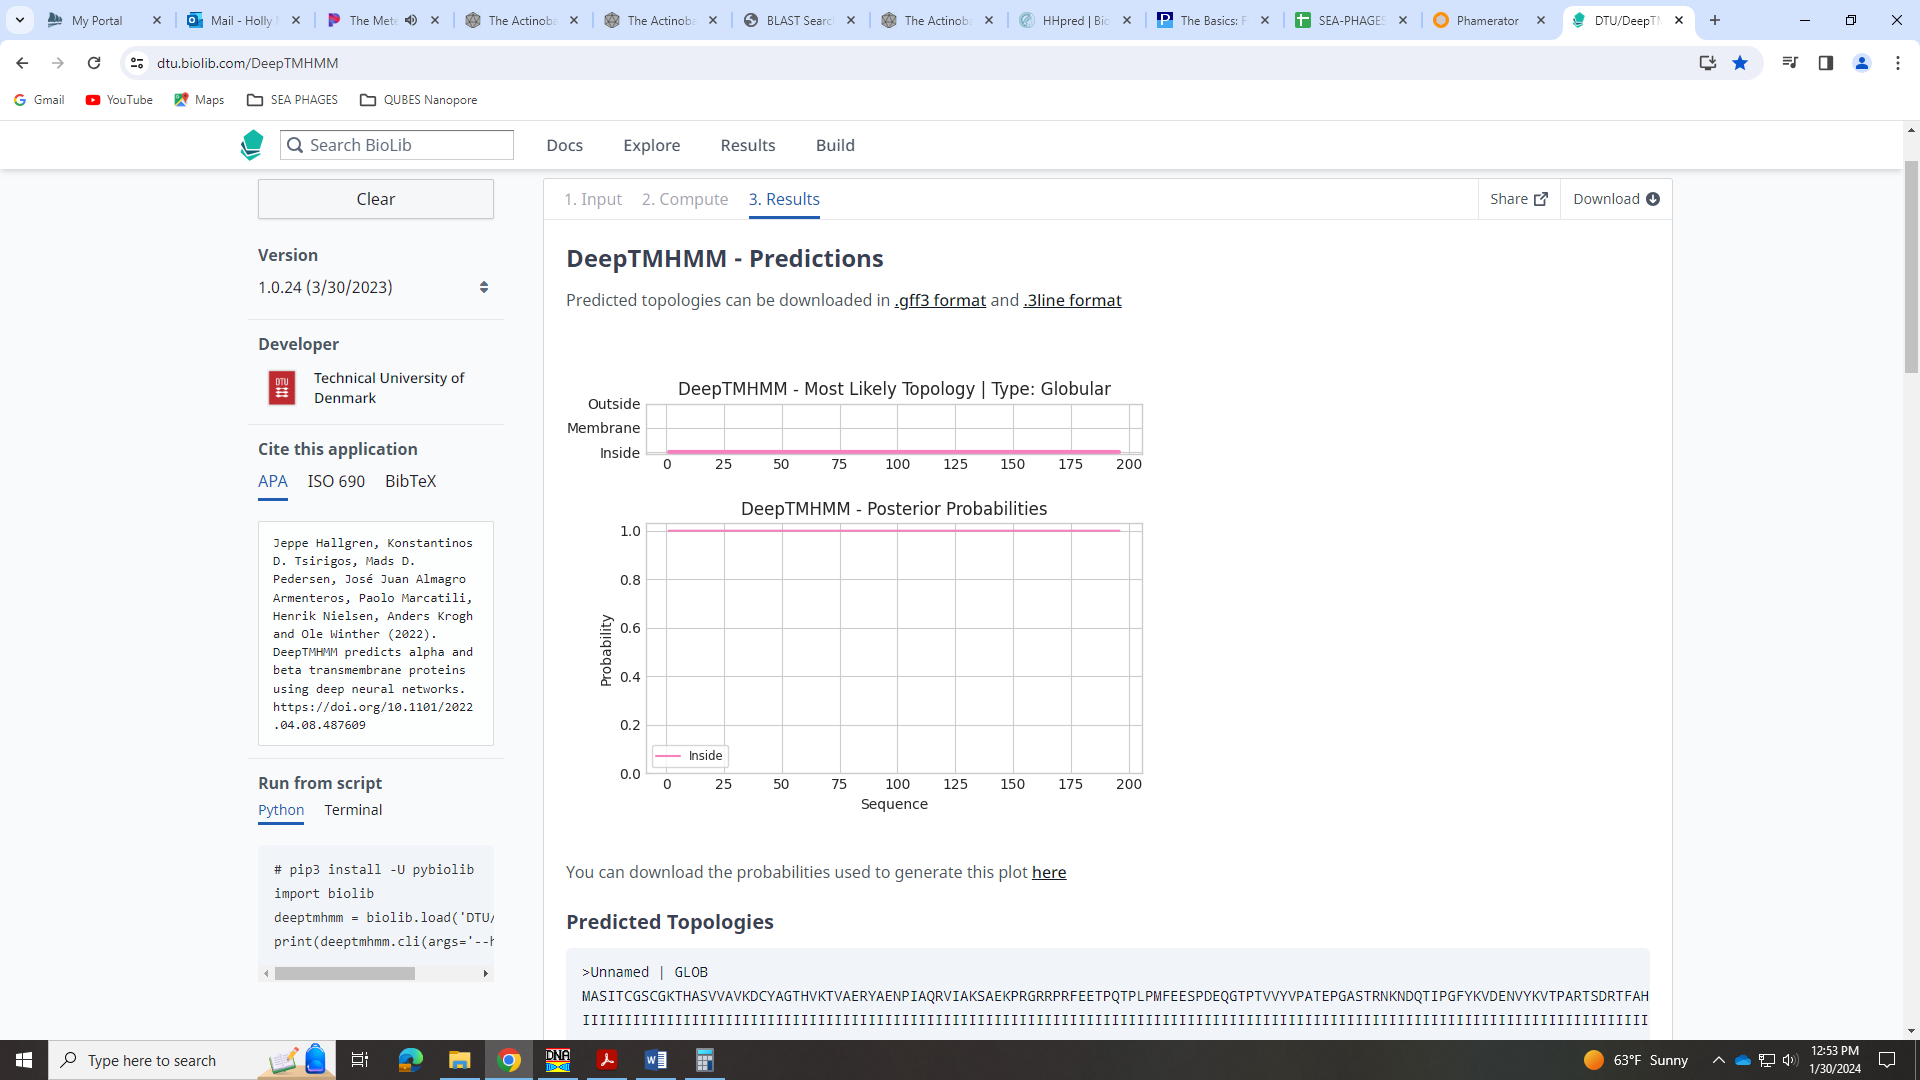 My Portal
Mail - Holly N
The Mete
The Actinoba
The Actinoba
BLAST Searc
The Actinoba
HHpred | Bio
The Basics: F
SEA-PHAGES
Phamerator
DTU/DeepTM
dtu.biolib.com/DeepTMHMM
Gmail
YouTube
Maps
SEA PHAGES
QUBES Nanopore
Search BioLib
Docs
Explore
Results
Build
Clear
Version
1.0.24 (3/30/2023)
Developer
DTU
Technical University of
Denmark
Cite this application
APA ISO 690 BibTeX
Jeppe Hallgren, Konstantinos
D. Tsirigos, Mads D.
Pedersen, José Juan Almagro
Armenteros, Paolo Marcatili,
Henrik Nielsen, Anders Krogh
and Ole Winther (2022).
DeepTMHMM predicts alpha and
beta transmembrane proteins
using deep neural networks.
https://doi.org/10.1101/2022
.04.08.487609
Run from script
Python Terminal
# pip3 install -U pybiolib
import biolib
deeptmhmm = biolib.load('DTU/
print(deeptmhmm.cli(args='--h
1. Input 2. Compute 3. Results
Share
Download
DeepTMHMM - Predictions
Predicted topologies can be downloaded in .gff3 format and .3line format
DeepTMHMM - Most Likely Topology | Type: Globular
Outside
Membrane
Inside
0 25 50 75 100 125 150 175 200
DeepTMHMM - Posterior Probabilities
1.0
0.8
0.6
0.4
0.2
0.0
Probability
Inside
0 25 50 75 100 125 150 175 200
Sequence
You can download the probabilities used to generate this plot here
Predicted Topologies
>Unnamed | GLOB
MASITCGSCGKTHASVVAVKDCYAGTHVKTVAERYAENPIAQRVIAKSAEKPRGRRPRFEETPQTPLPMFEESPDEQGTPTVVYVPATEPGASTRNKNDQTIPGFYKVDENVYKVTPARTSDRTFAH
IIIIIIIIIIIIIIIIIIIIIIIIIIIIIIIIIIIIIIIIIIIIIIIIIIIIIIIIIIIIIIIIIIIIIIIIIIIIIIIIIIIIIIIIIIIIIIIIIIIIIIIIIIIIIIIIIIIIIIIIIIIIIII
Type here to search
DNA
63°F Sunny
12:53 PM
1/30/2024